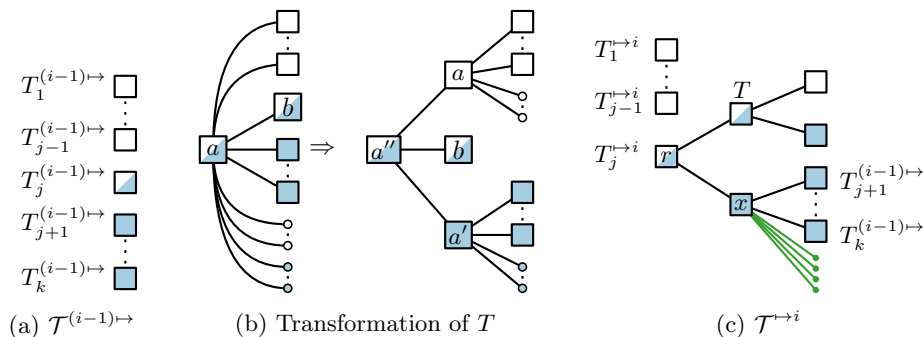 T_1^{(i−1)↦}
T_{j−1}^{(i−1)↦}
T_j^{(i−1)↦}
T_{j+1}^{(i−1)↦}
T_k^{(i−1)↦}
(a) 𝒯^{(i−1)↦}
a
b
⇒
a
a′′
b
a′
(b) Transformation of T
T_1^{↦i}
T_{j−1}^{↦i}
T_j^{↦i}
r
T
x
T_{j+1}^{(i−1)↦}
T_k^{(i−1)↦}
(c) 𝒯^{↦i}